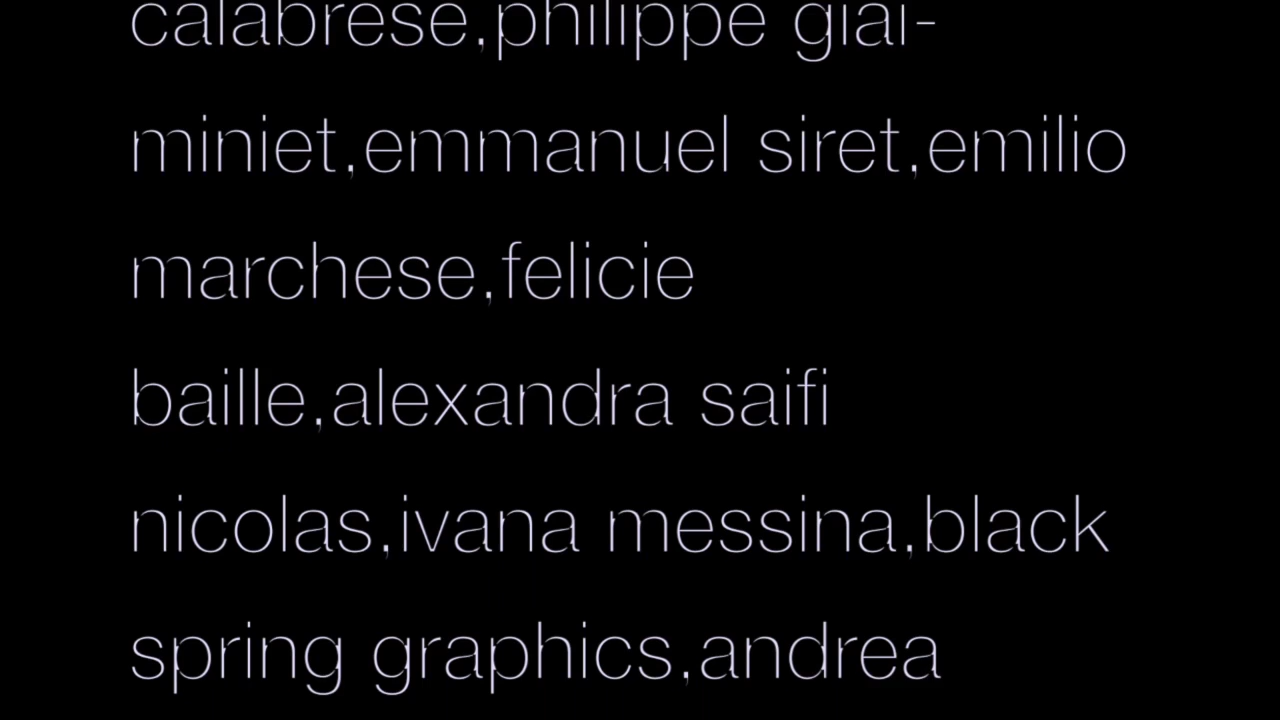 calabrese,philippe giai-
miniet,emmanuel siret,emilio
marchese,felicie
baille,alexandra saifi
nicolas,ivana messina,black
spring graphics,andrea